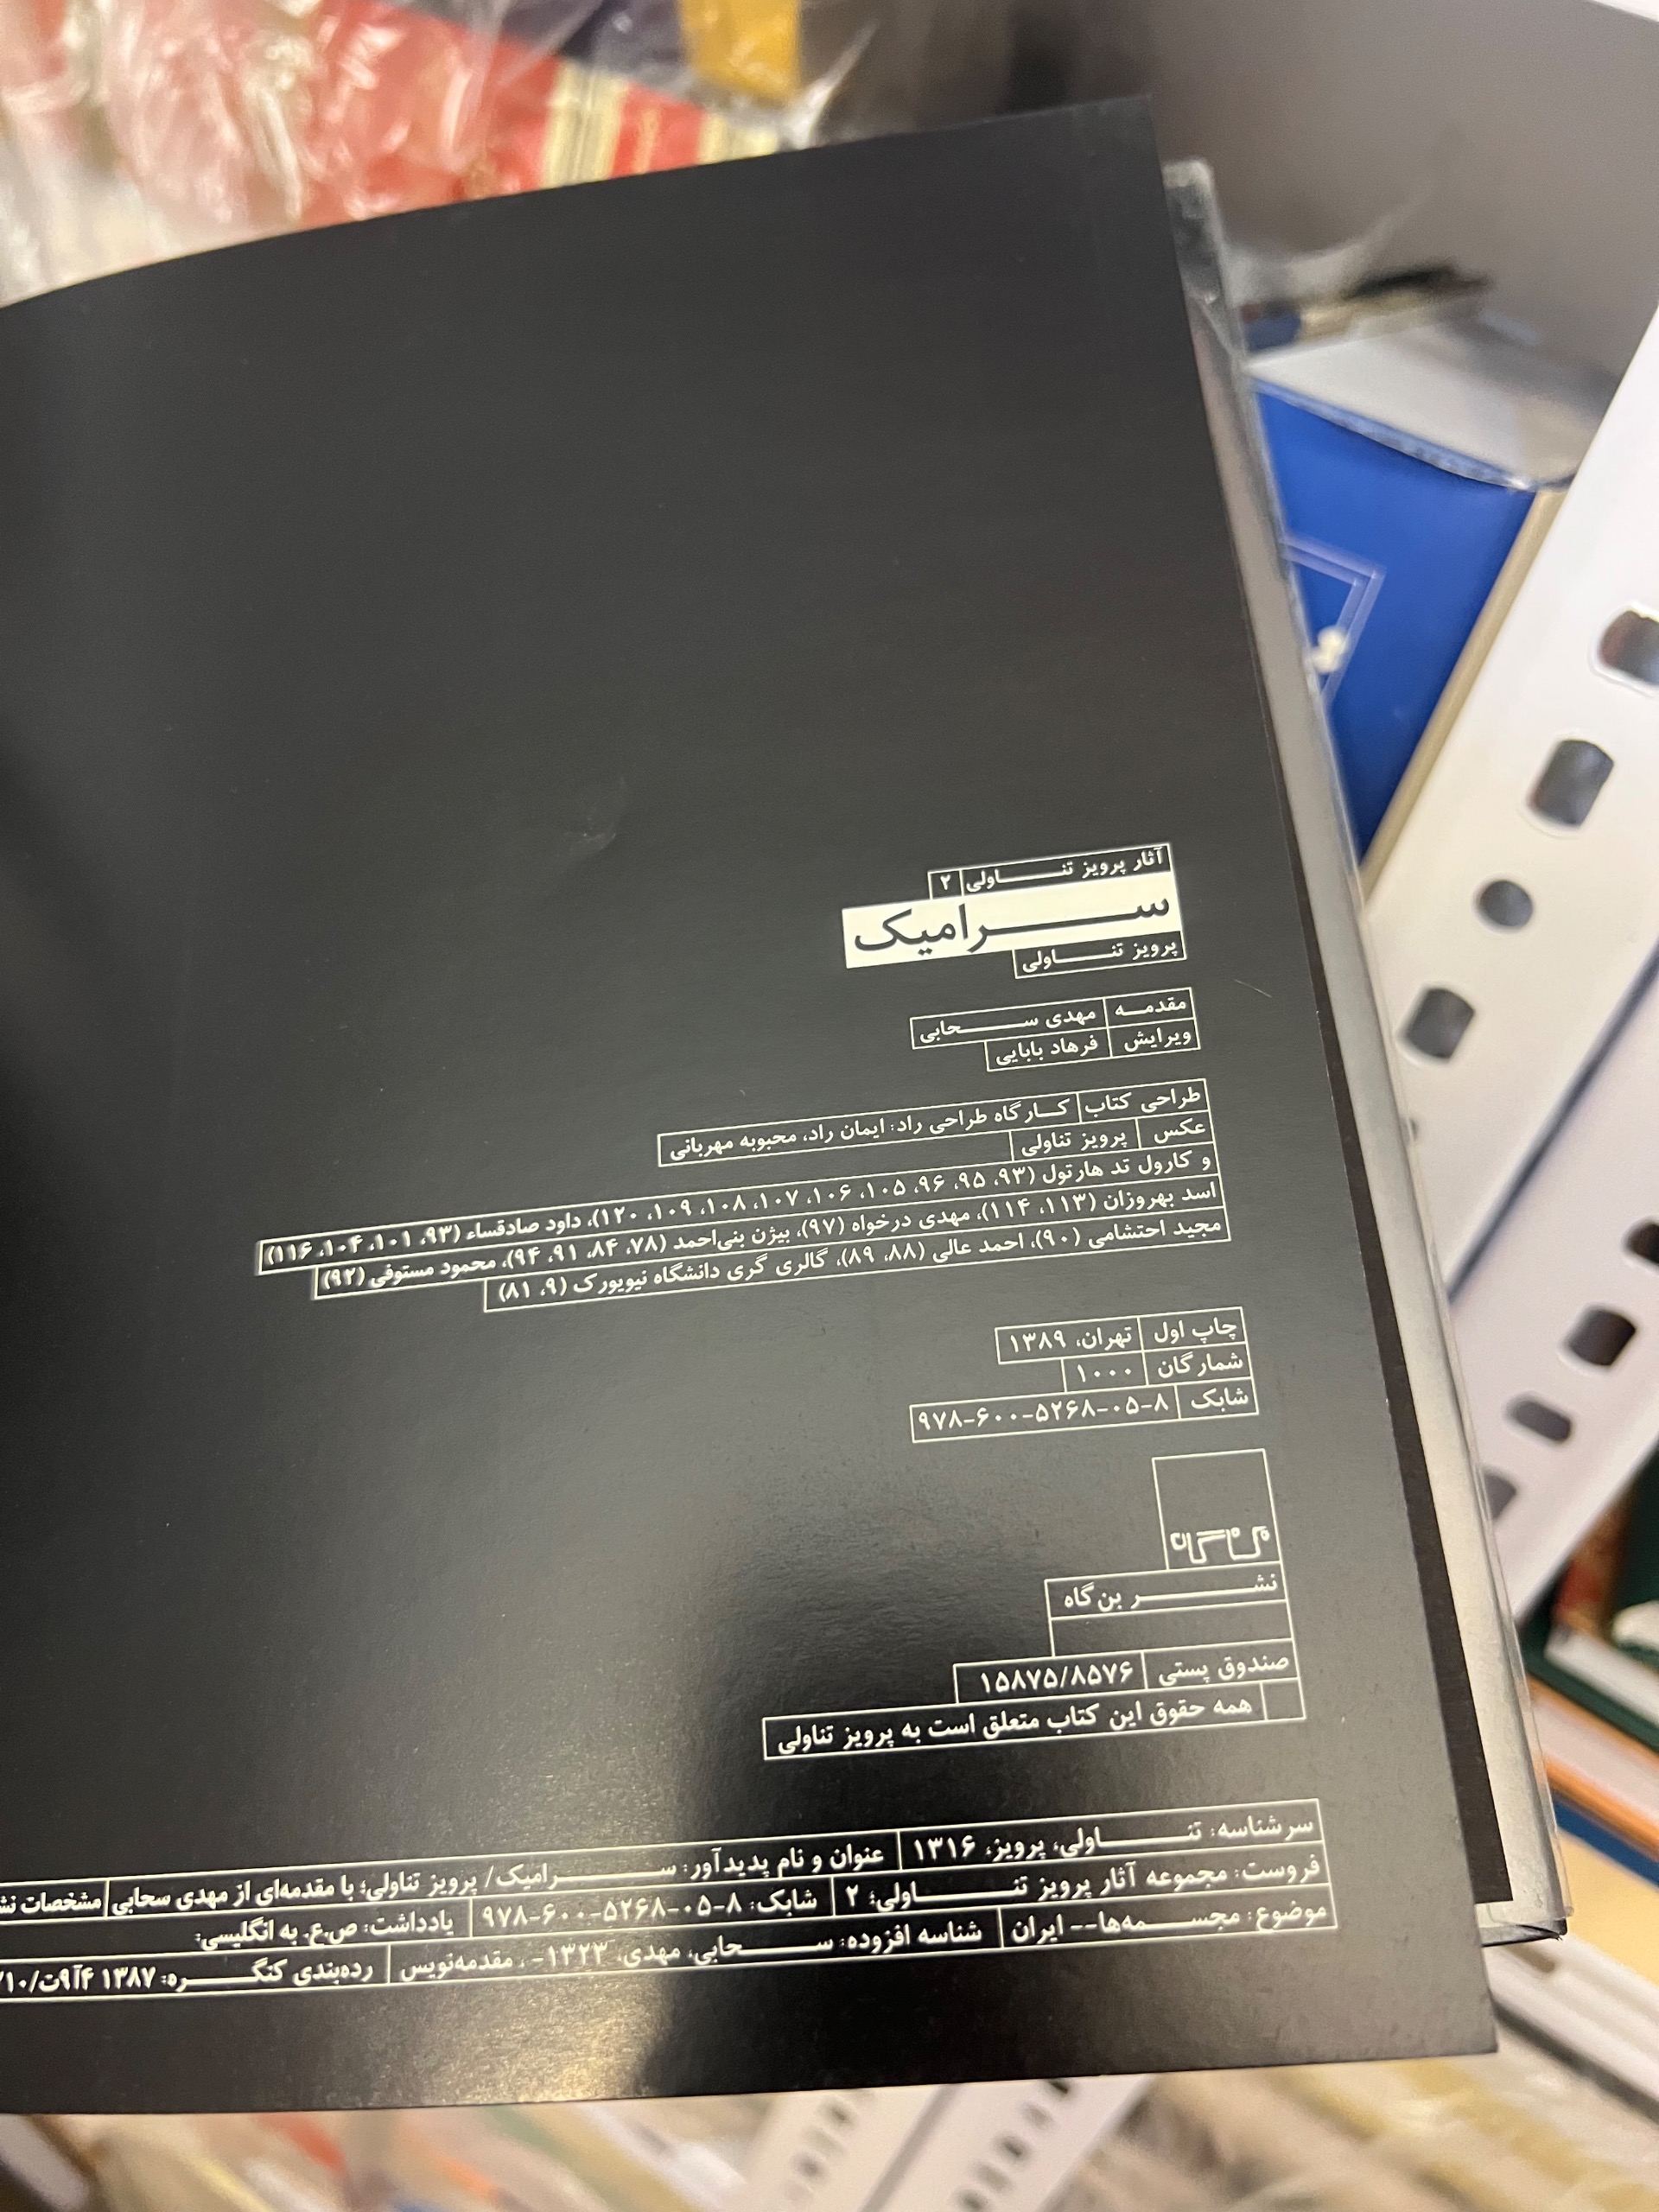 آثار پرویز تناولی ۲
سرامیک
پرویز تناولی
مقدمه مهدی سحابی
ویرایش فرهاد بابایی
طراحی کتاب کارگاه طراحی راد: ایمان راد، محبوبه مهربانی
عکس پرویز تناولی
و کارول تد هارتول (۹۳، ۹۵، ۹۶، ۱۰۵، ۱۰۶، ۱۰۷، ۱۰۸، ۱۰۹، ۱۲۰)، داود صادقساء (۹۳، ۱۰۱، ۱۰۴، ۱۱۶)
اسد بهروزان (۱۱۳، ۱۱۴)، مهدی درخواه (۹۷)، بیژن بنی‌احمد (۷۸، ۸۴، ۹۱، ۹۴)، محمود مستوفی (۹۲)
مجید احتشامی (۹۰)، احمد عالی (۸۸، ۸۹)، گالری گری دانشگاه نیویورک (۹، ۸۱)
چاپ اول تهران، ۱۳۸۹
شمارگان ۱۰۰۰
شابک ۹۷۸-۶۰۰-۵۲۶۸-۰۵-۸
نشر بن‌گاه
صندوق پستی ۱۵۸۷۵/۸۵۷۶
همه حقوق این کتاب متعلق است به پرویز تناولی
سرشناسه: تناولی، پرویز، ۱۳۱۶ عنوان و نام پدیدآور: سرامیک/ پرویز تناولی؛ با مقدمه‌ای از مهدی سحابی مشخصات
فروست: مجموعه آثار پرویز تناولی؛ ۲ شابک: ۹۷۸-۶۰۰-۵۲۶۸-۰۵-۸ یادداشت: ص.ع. به انگلیسی:
موضوع: مجسمه‌ها-- ایران شناسه افزوده: سحابی، مهدی، ۱۳۲۳-، مقدمه‌نویس رده‌بندی کنگره: ۱۳۸۷